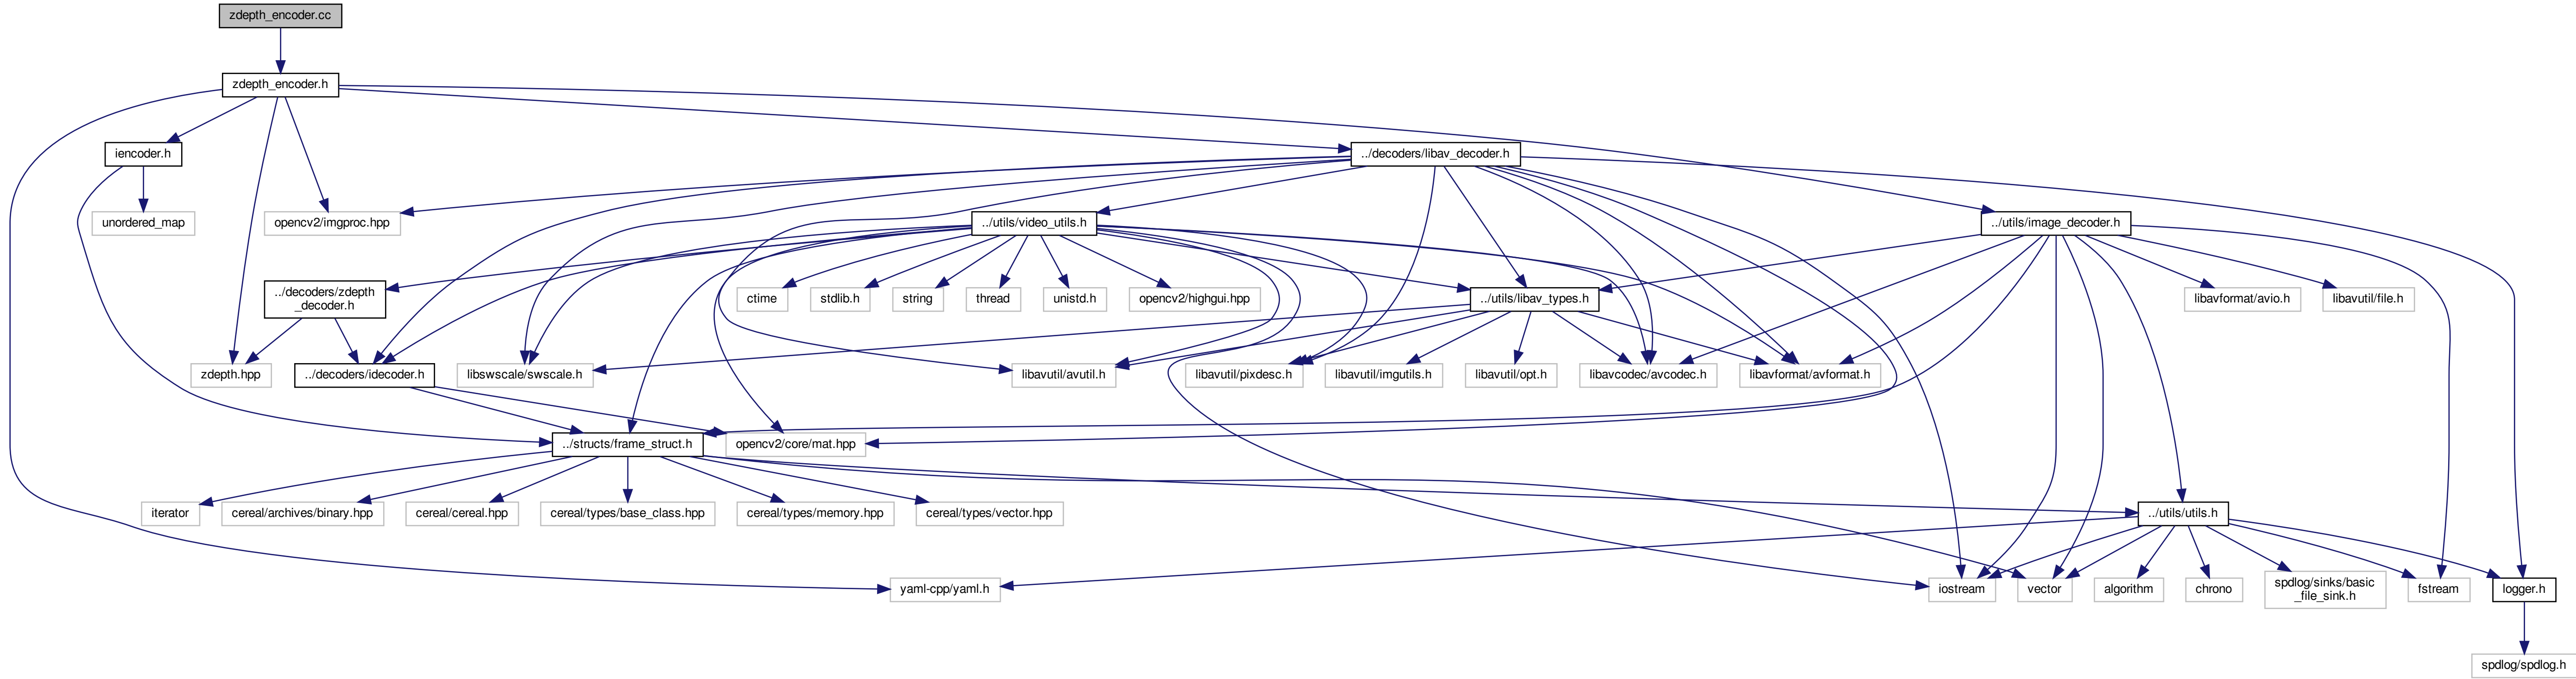 zdepth_encoder.cc
zdepth_encoder.h
iencoder.h
../decoders/libav_decoder.h
unordered_map
opencv2/imgproc.hpp
../utils/video_utils.h
../utils/image_decoder.h
../decoders/zdepth
_decoder.h
ctime
stdlib.h
string
thread
unistd.h
opencv2/highgui.hpp
../utils/libav_types.h
libavformat/avio.h
libavutil/file.h
zdepth.hpp
../decoders/idecoder.h
libswscale/swscale.h
libavutil/avutil.h
libavutil/pixdesc.h
libavutil/imgutils.h
libavutil/opt.h
libavcodec/avcodec.h
libavformat/avformat.h
../structs/frame_struct.h
opencv2/core/mat.hpp
iterator
cereal/archives/binary.hpp
cereal/cereal.hpp
cereal/types/base_class.hpp
cereal/types/memory.hpp
cereal/types/vector.hpp
../utils/utils.h
yaml-cpp/yaml.h
iostream
vector
algorithm
chrono
spdlog/sinks/basic
_file_sink.h
fstream
logger.h
spdlog/spdlog.h